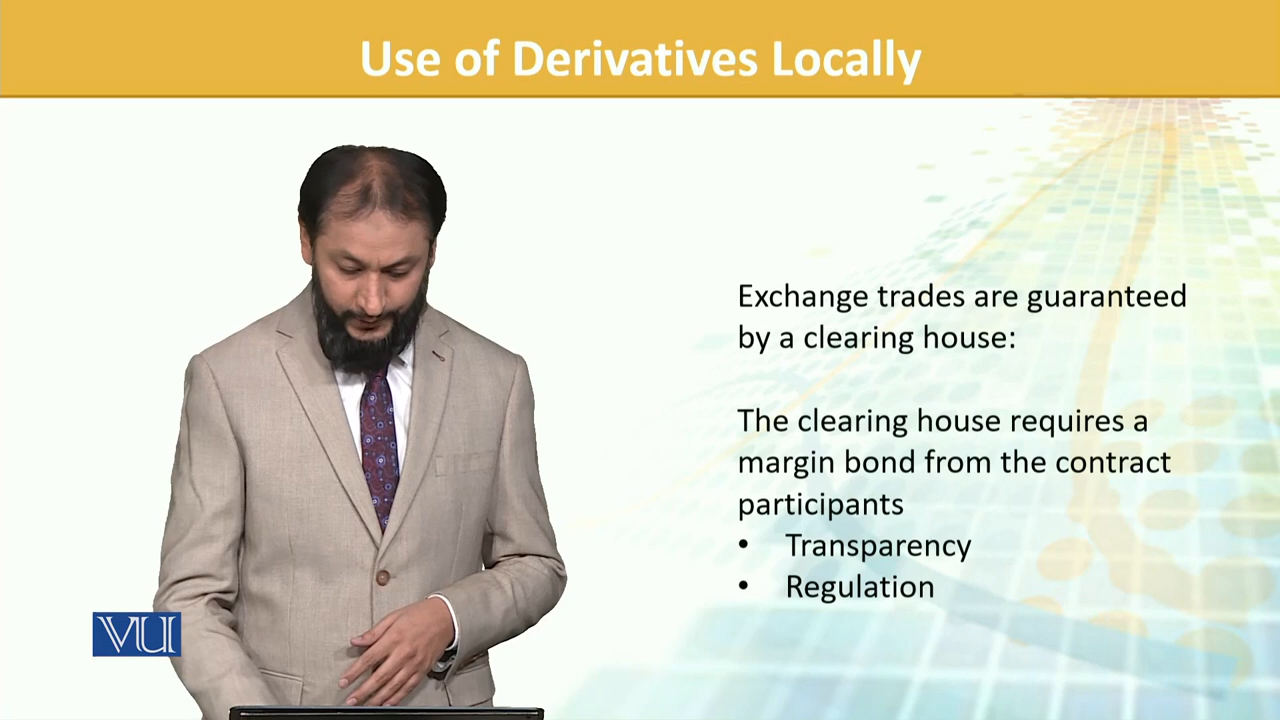 Use of Derivatives Locally
Exchange trades are guaranteed
by a clearing house:
The clearing house requires a
margin bond from the contract
participants
• Transparency
• Regulation
VU